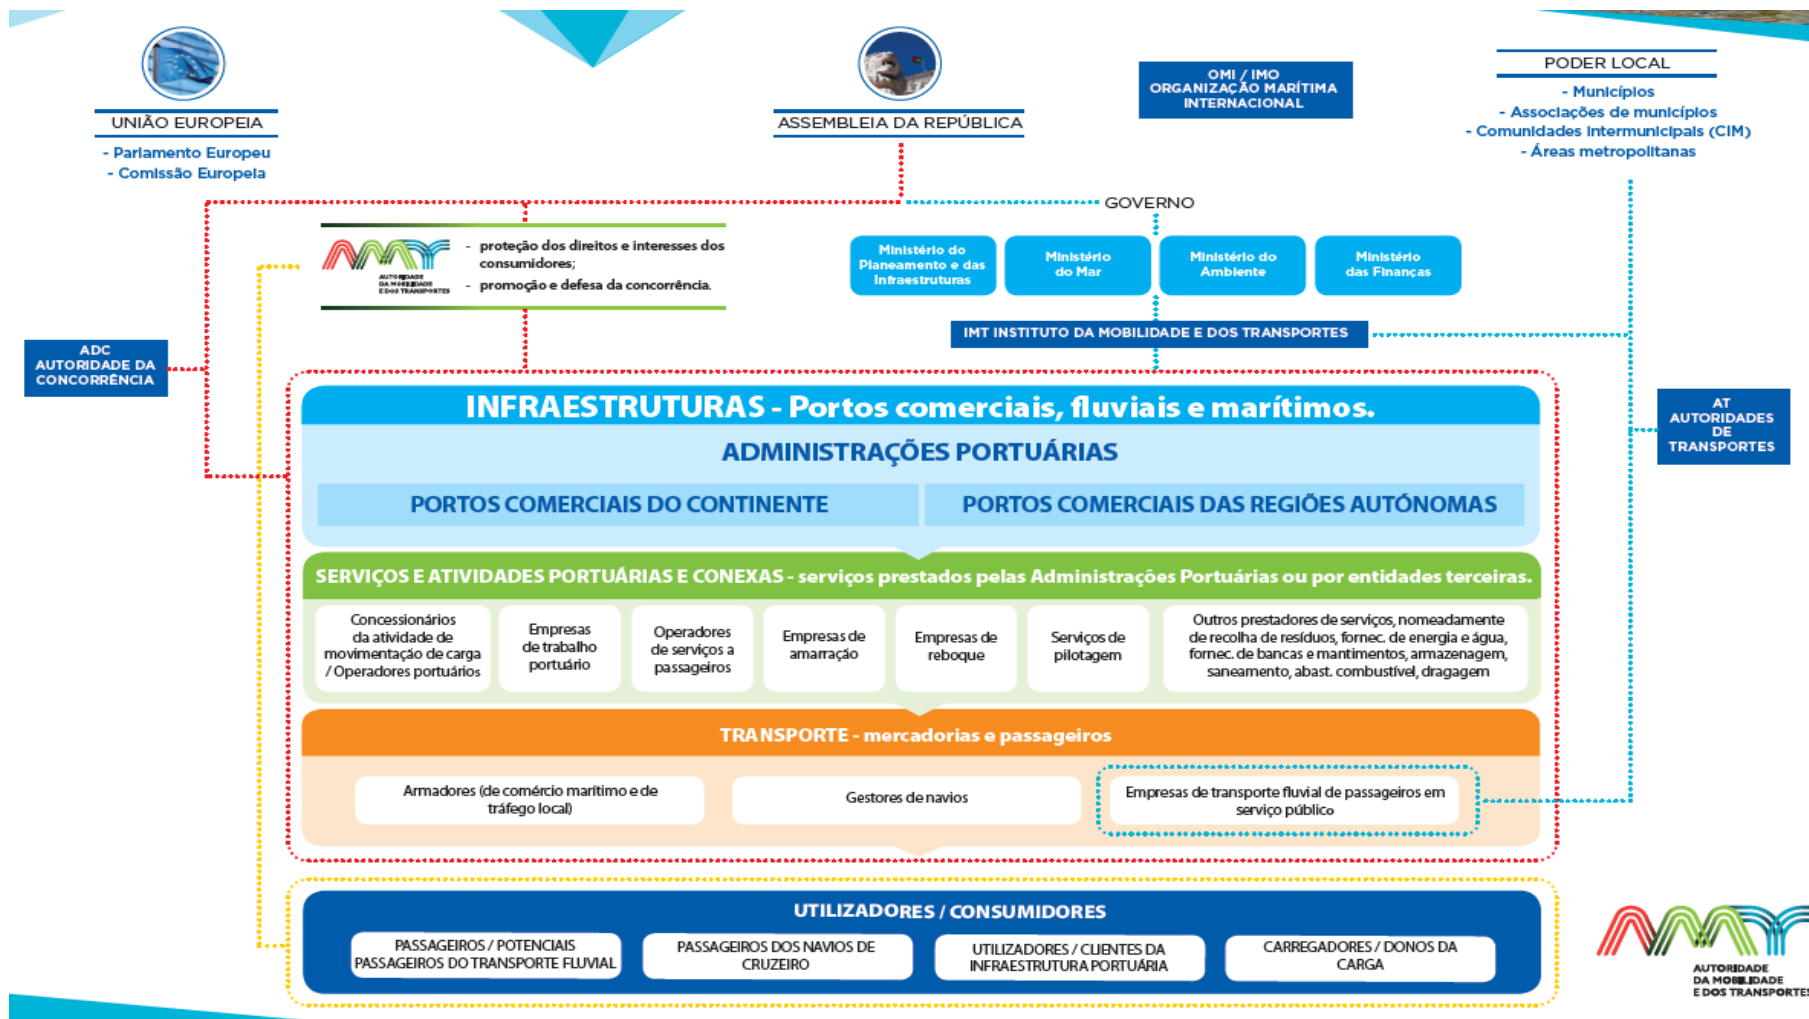 UNIÃO EUROPEIA
- Parlamento Europeu
- Comissão Europeia
ASSEMBLEIA DA REPÚBLICA
OMI / IMO
ORGANIZAÇÃO MARÍTIMA
INTERNACIONAL
PODER LOCAL
- Municípios
- Associações de municípios
- Comunidades Intermunicipais (CIM)
- Áreas metropolitanas
GOVERNO
AUTORIDADE
DA MOBILIDADE
E DOS TRANSPORTES
- proteção dos direitos e interesses dos
consumidores;
- promoção e defesa da concorrência.
Ministério do
Planeamento e das
Infraestruturas
Ministério
do Mar
Ministério do
Ambiente
Ministério
das Finanças
IMT INSTITUTO DA MOBILIDADE E DOS TRANSPORTES
ADC
AUTORIDADE DA
CONCORRÊNCIA
AT
AUTORIDADES
DE
TRANSPORTES
INFRAESTRUTURAS - Portos comerciais, fluviais e marítimos.
ADMINISTRAÇÕES PORTUÁRIAS
PORTOS COMERCIAIS DO CONTINENTE
PORTOS COMERCIAIS DAS REGIÕES AUTÓNOMAS
SERVIÇOS E ATIVIDADES PORTUÁRIAS E CONEXAS - serviços prestados pelas Administrações Portuárias ou por entidades terceiras.
Concessionários
da atividade de
movimentação de carga
/ Operadores portuários
Empresas
de trabalho
portuário
Operadores
de serviços a
passageiros
Empresas de
amarração
Empresas de
reboque
Serviços de
pilotagem
Outros prestadores de serviços, nomeadamente
de recolha de resíduos, fornec. de energia e água,
fornec. de bancas e mantimentos, armazenagem,
saneamento, abast. combustível, dragagem
TRANSPORTE - mercadorias e passageiros
Armadores (de comércio marítimo e de
tráfego local)
Gestores de navios
Empresas de transporte fluvial de passageiros em
serviço público
UTILIZADORES / CONSUMIDORES
PASSAGEIROS / POTENCIAIS
PASSAGEIROS DO TRANSPORTE FLUVIAL
PASSAGEIROS DOS NAVIOS DE
CRUZEIRO
UTILIZADORES / CLIENTES DA
INFRAESTRUTURA PORTUÁRIA
CARREGADORES / DONOS DA
CARGA
AMT
AUTORIDADE
DA MOBILIDADE
E DOS TRANSPORTES